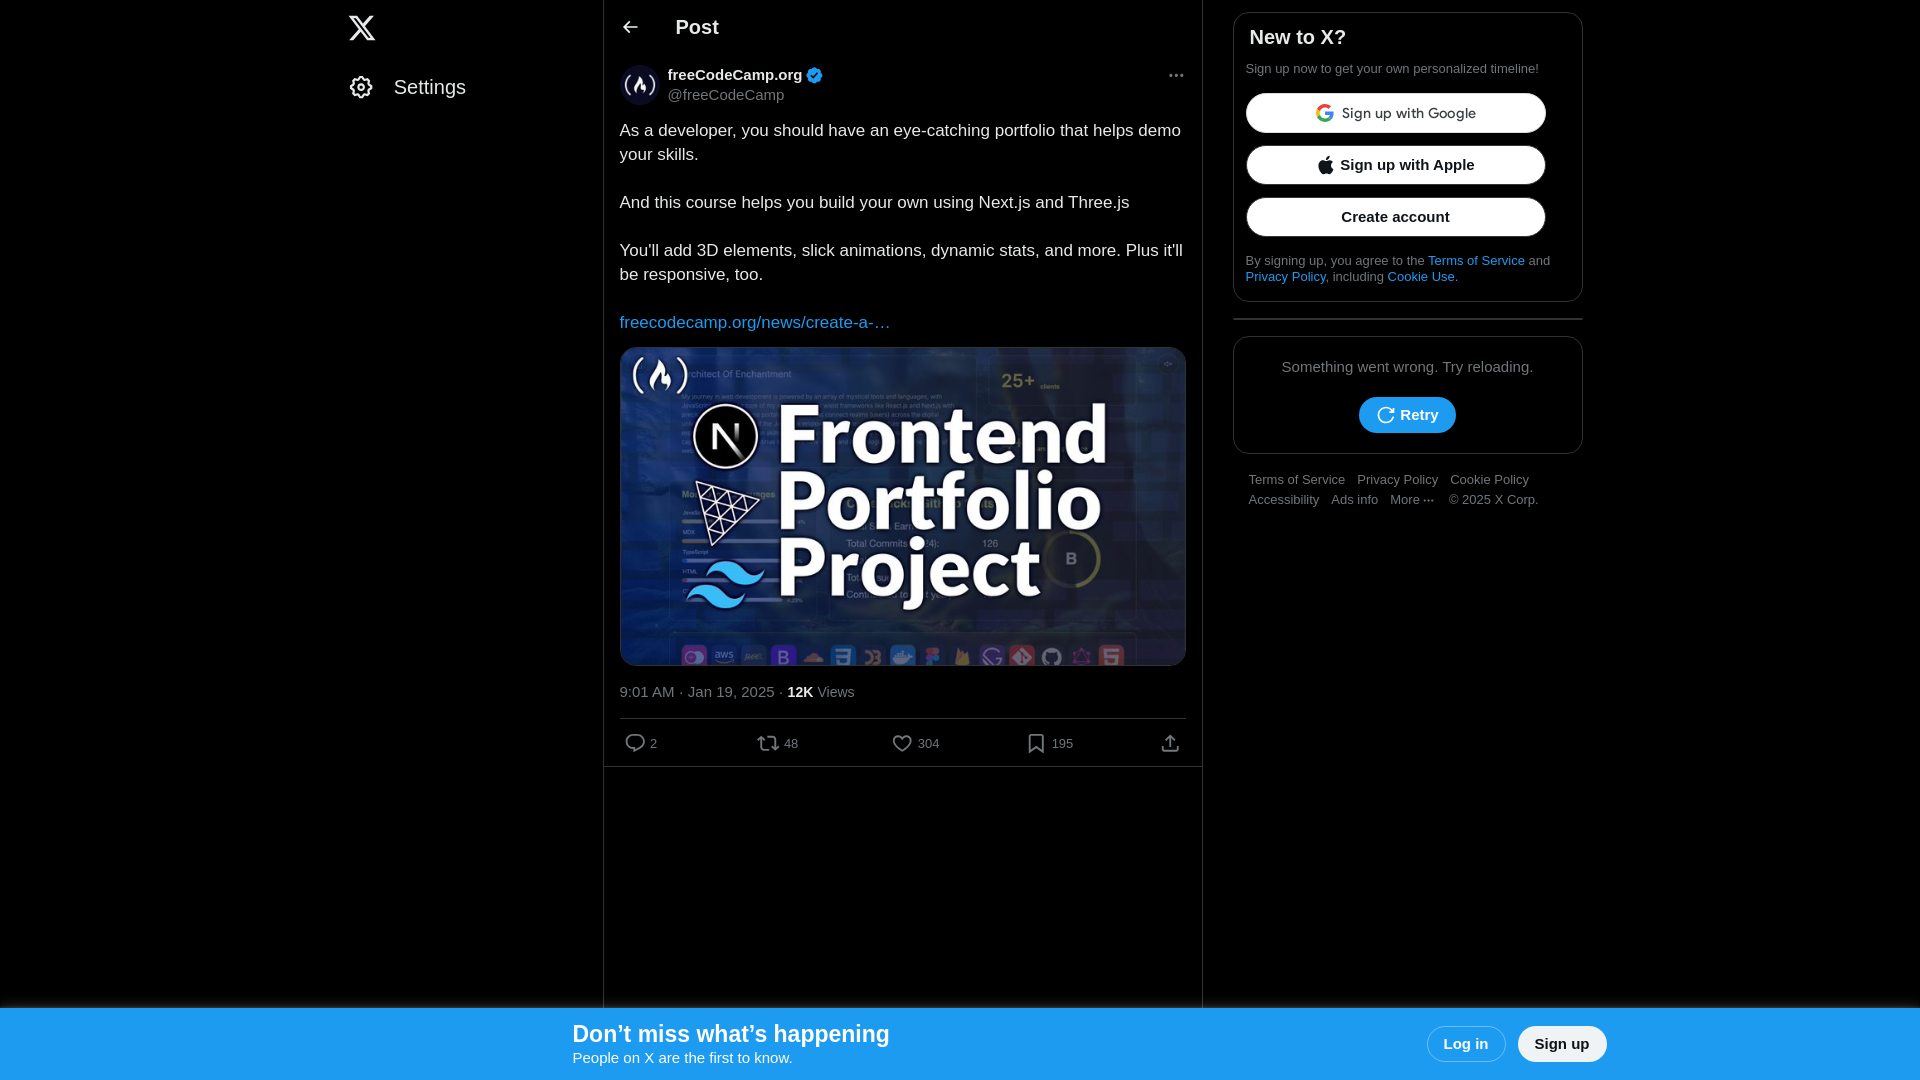 Settings
Post
freeCodeCamp.org
@freeCodeCamp
As a developer, you should have an eye-catching portfolio that helps demo
your skills.
And this course helps you build your own using Next.js and Three.js
You'll add 3D elements, slick animations, dynamic stats, and more. Plus it'll
be responsive, too.
freecodecamp.org/news/create-a-…
25+ clients
Frontend
Portfolio
Project
Total Commits
126
B
aws
9:01 AM · Jan 19, 2025 · 12K Views
2
48
304
195
New to X?
Sign up now to get your own personalized timeline!
Sign up with Google
Sign up with Apple
Create account
By signing up, you agree to the Terms of Service and
Privacy Policy, including Cookie Use.
Something went wrong. Try reloading.
Retry
Terms of Service Privacy Policy Cookie Policy
Accessibility Ads info More ··· © 2025 X Corp.
Don’t miss what’s happening
People on X are the first to know.
Log in
Sign up